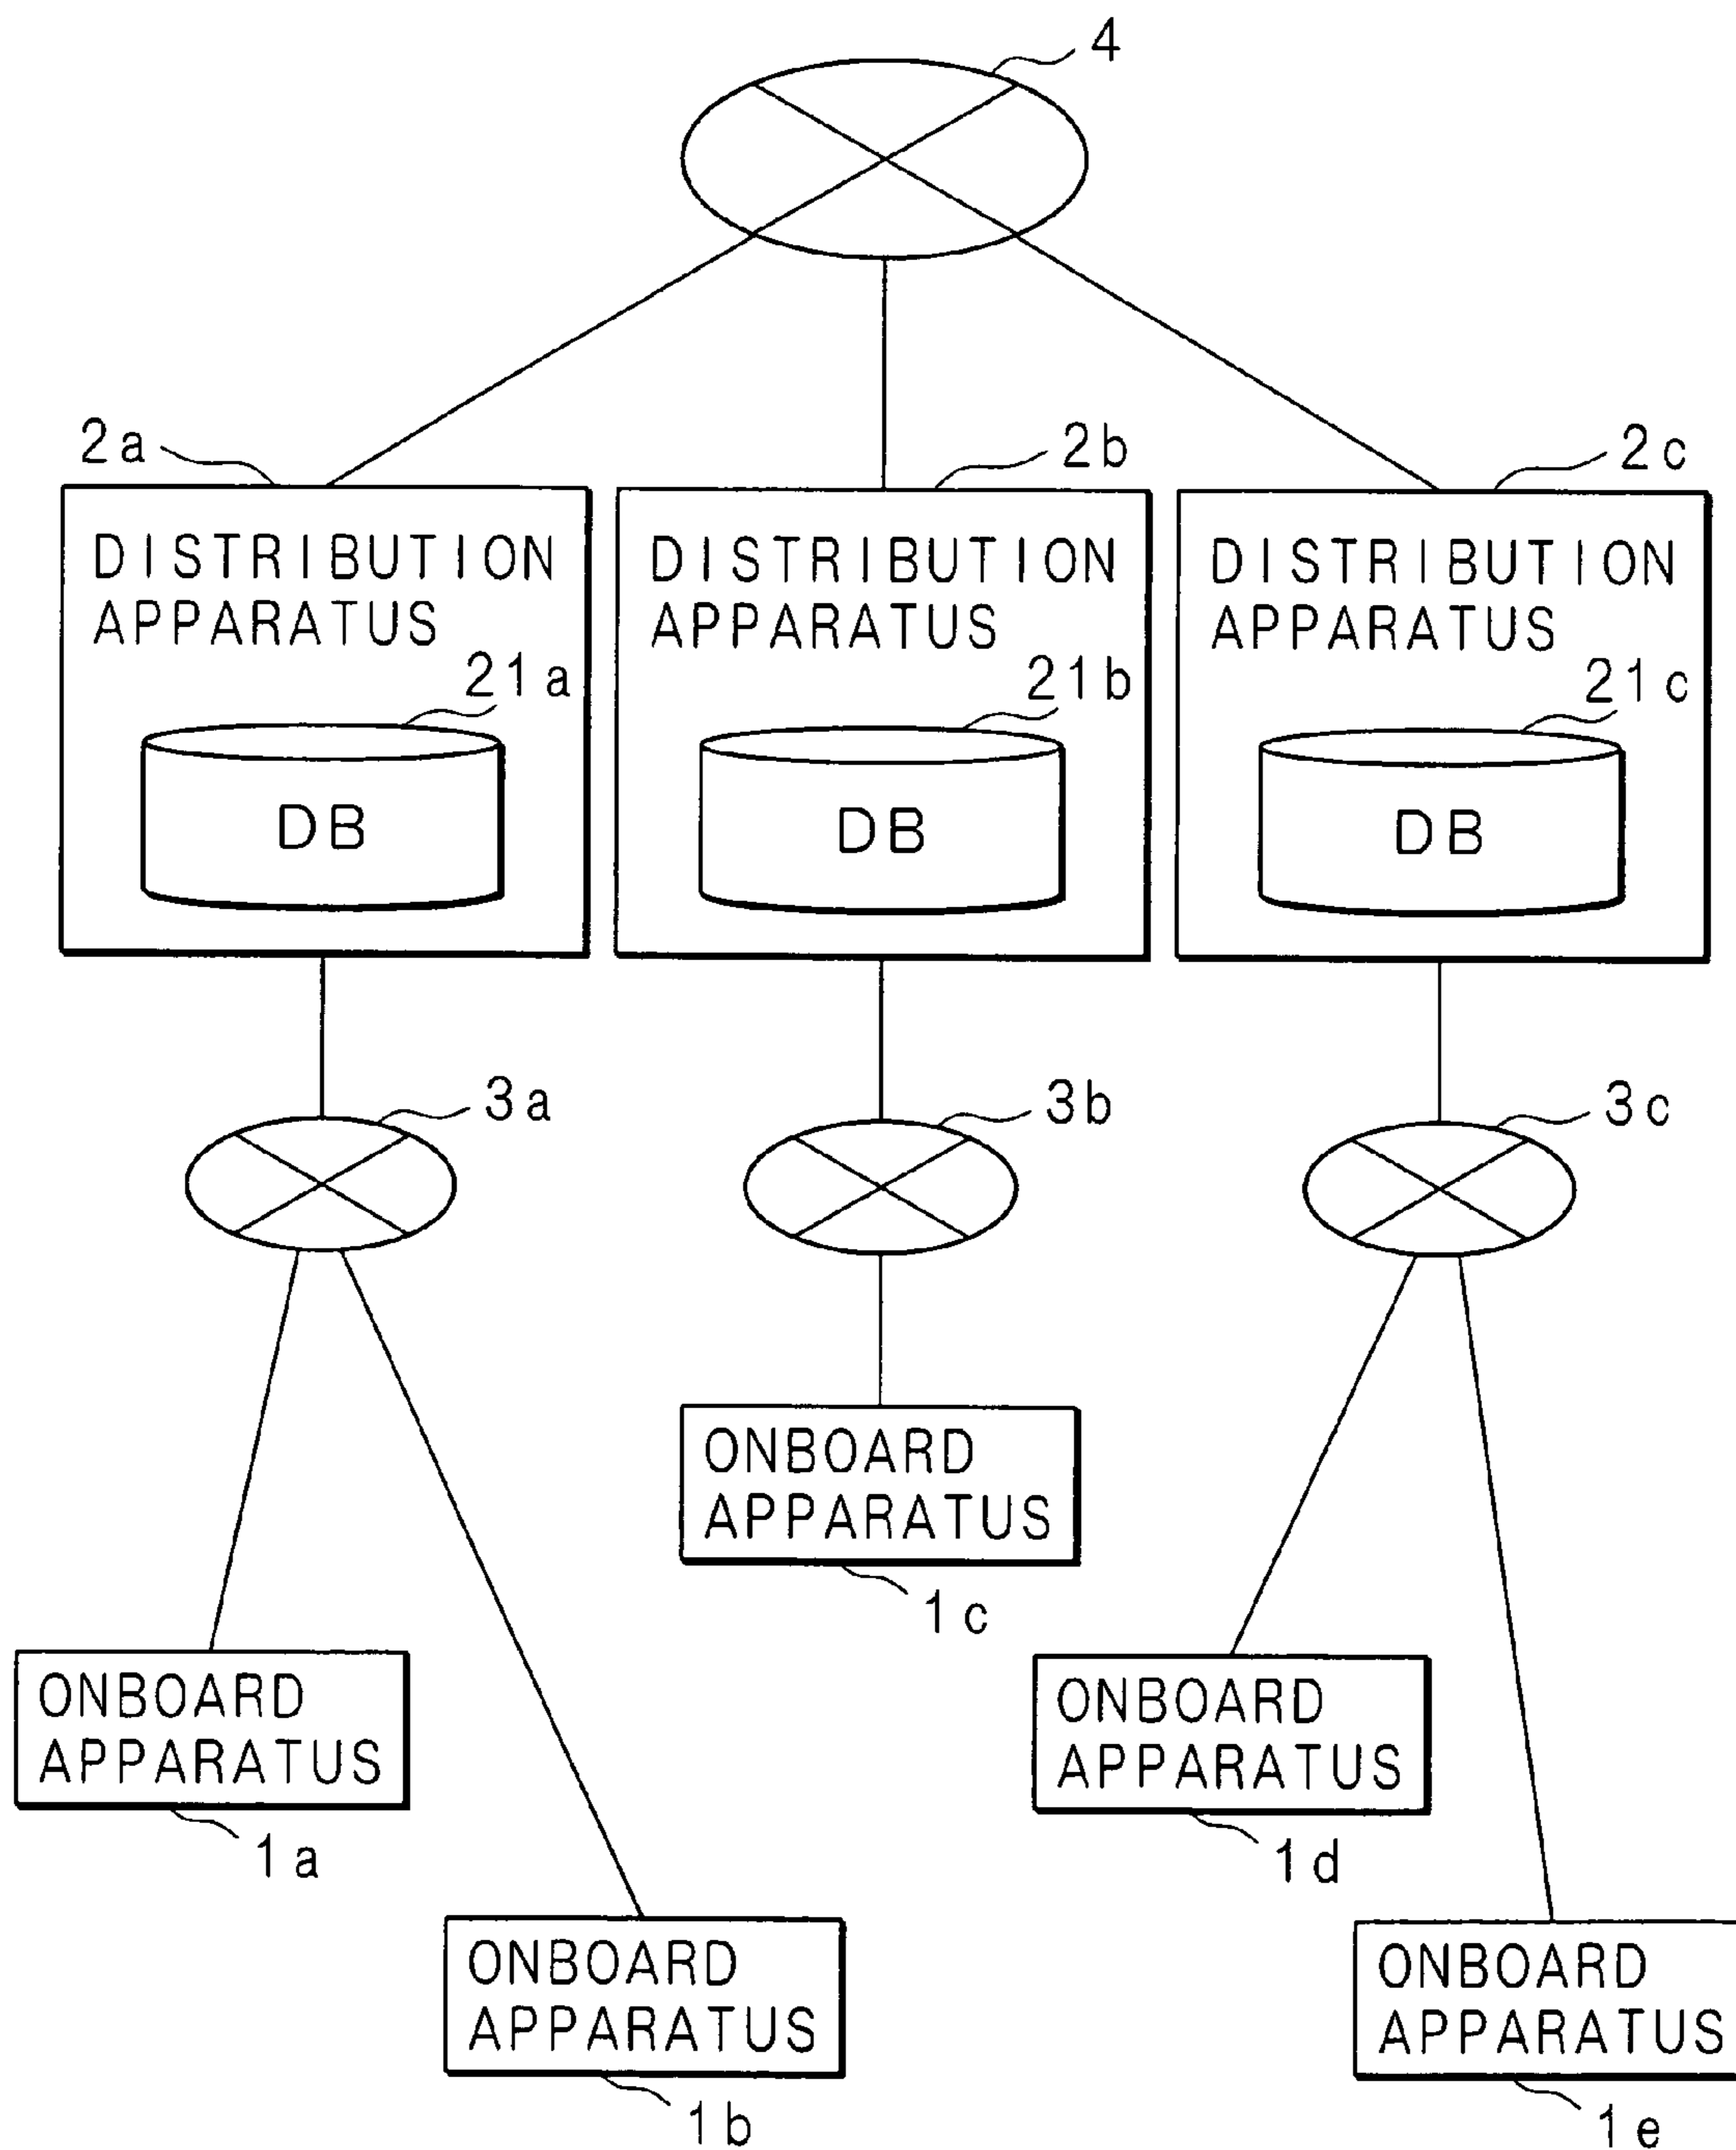 4
2a
2b
2c
DISTRIBUTION
APPARATUS
21a
DB
DISTRIBUTION
APPARATUS
21b
DB
DISTRIBUTION
APPARATUS
21c
DB
3a
3b
3c
ONBOARD
APPARATUS
1c
ONBOARD
APPARATUS
1a
ONBOARD
APPARATUS
1d
ONBOARD
APPARATUS
1b
ONBOARD
APPARATUS
1e